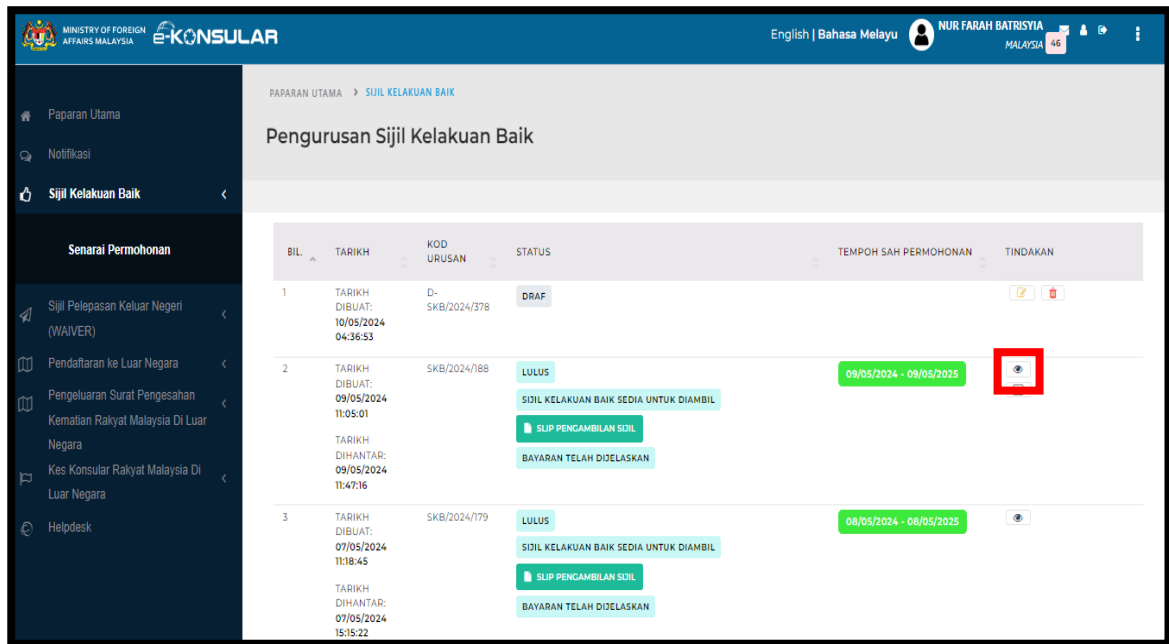 MINISTRY OF FOREIGN
AFFAIRS MALAYSIA
e-KONSULAR
English | Bahasa Melayu
NUR FARAH BATRISYIA
MALAYSIA
46
Paparan Utama
Notifikasi
Sijil Kelakuan Baik
Senarai Permohonan
Sijil Pelepasan Keluar Negeri
(WAIVER)
Pendaftaran ke Luar Negara
Pengeluaran Surat Pengesahan
Kematian Rakyat Malaysia Di Luar
Negara
Kes Konsular Rakyat Malaysia Di
Luar Negara
Helpdesk
PAPARAN UTAMA > SIJIL KELAKUAN BAIK
Pengurusan Sijil Kelakuan Baik
BIL. TARIKH KOD URUSAN STATUS TEMPOH SAH PERMOHONAN TINDAKAN
1
TARIKH
DIBUAT:
10/05/2024
04:36:53
D-
SKB/2024/378
DRAF
2
TARIKH
DIBUAT:
09/05/2024
11:05:01
TARIKH
DIHANTAR:
09/05/2024
11:47:16
SKB/2024/188
LULUS
SIJIL KELAKUAN BAIK SEDIA UNTUK DIAMBIL
SLIP PENGAMBILAN SIJIL
BAYARAN TELAH DIJELASKAN
09/05/2024 - 09/05/2025
3
TARIKH
DIBUAT:
07/05/2024
11:18:45
TARIKH
DIHANTAR:
07/05/2024
15:15:22
SKB/2024/179
LULUS
SIJIL KELAKUAN BAIK SEDIA UNTUK DIAMBIL
SLIP PENGAMBILAN SIJIL
BAYARAN TELAH DIJELASKAN
08/05/2024 - 08/05/2025